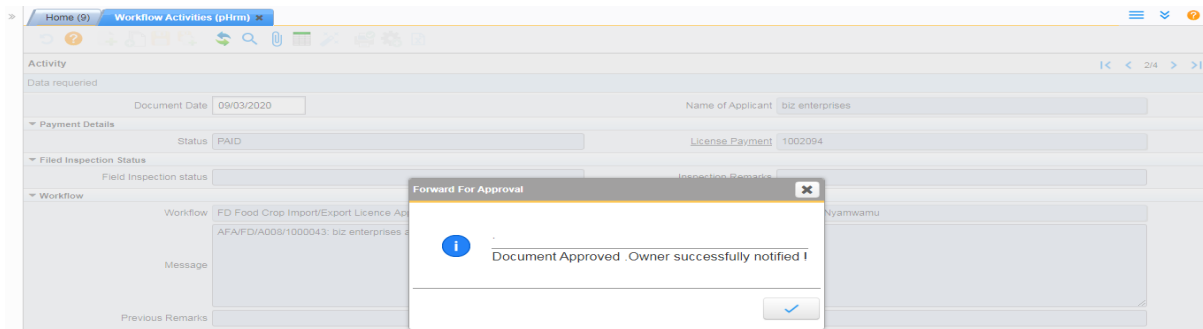 Home (9) Workflow Activities (pHrm)
Activity 2/4
Data requeried
Document Date 09/03/2020 Name of Applicant biz enterprises
Payment Details
Status PAID License Payment 1002094
Filed Inspection Status
Field Inspection status Inspection Remarks
Workflow
Workflow FD Food Crop Import/Export Licence Ap Nyamwamu
Message AFA/FD/A008/1000043: biz enterprises a
Previous Remarks
Forward For Approval
.
Document Approved .Owner successfully notified !